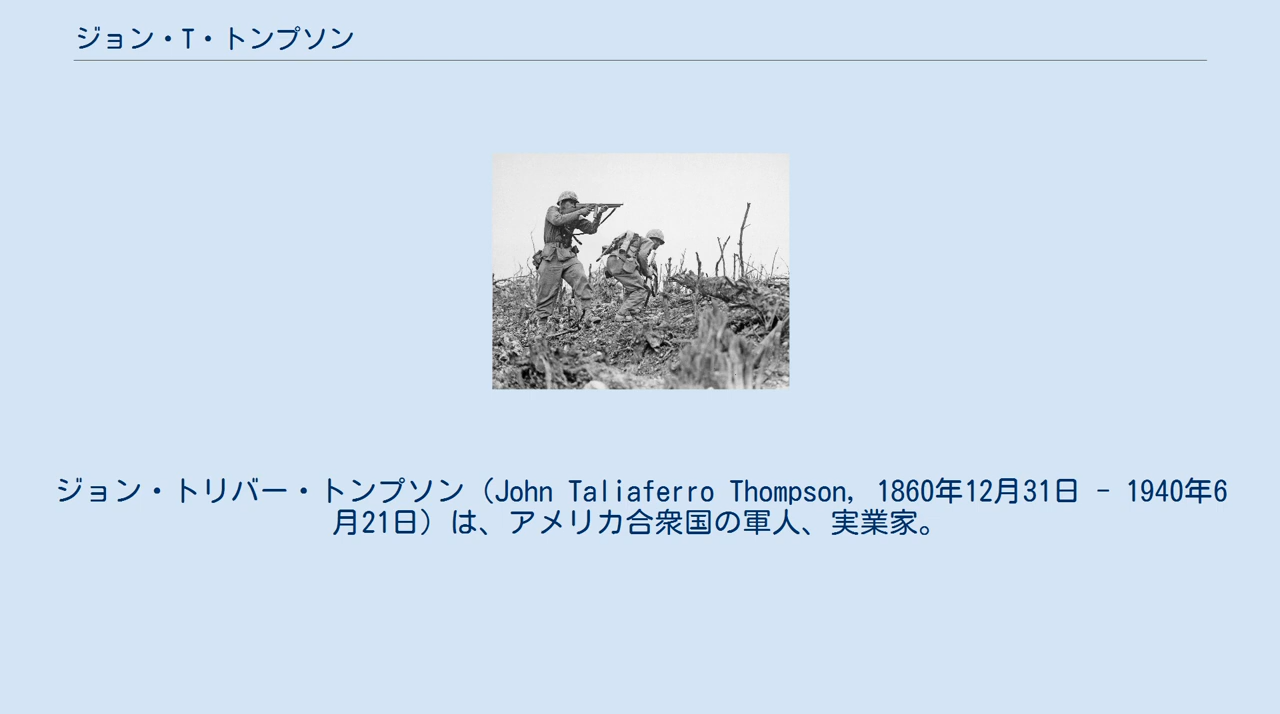 ジョン・T・トンプソン
ジョン・トリバー・トンプソン（John Taliaferro Thompson, 1860年12月31日 - 1940年6
月21日）は、アメリカ合衆国の軍人、実業家。